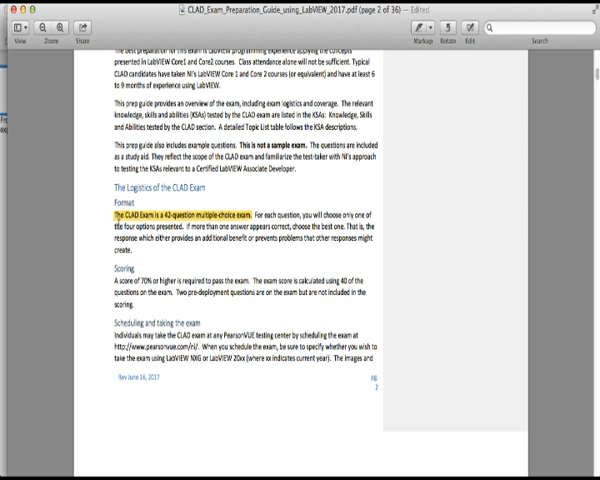 CLAD_Exam_Preparation_Guide_using_LabVIEW_2017.pdf (page 2 of 36) — Edited
View Zoom Share Markup Rotate Edit Search
The best preparation for this exam is LabVIEW programming experience applying the concepts
presented in LabVIEW Core1 and Core2 courses. Class attendance alone will not be sufficient. Typical
CLAD candidates have taken NI's LabVIEW Core 1 and Core 2 courses (or equivalent) and have at least 6
to 9 months of experience using LabVIEW.
This prep guide provides an overview of the exam, including exam logistics and coverage. The relevant
knowledge, skills and abilities (KSAs) tested by the CLAD exam are listed in the KSAs: Knowledge, Skills
and Abilities tested by the CLAD section. A detailed Topic List table follows the KSA descriptions.
This prep guide also includes example questions. This is not a sample exam. The questions are included
as a study aid. They reflect the scope of the CLAD exam and familiarize the test-taker with NI's approach
to testing the KSAs relevant to a Certified LabVIEW Associate Developer.
The Logistics of the CLAD Exam
Format
The CLAD Exam is a 42-question multiple-choice exam. For each question, you will choose only one of
the four options presented. If more than one answer appears correct, choose the best one. That is, the
response which either provides an additional benefit or prevents problems that other responses might
create.
Scoring
A score of 70% or higher is required to pass the exam. The exam score is calculated using 40 of the
questions on the exam. Two pre-deployment questions are on the exam but are not included in the
scoring.
Scheduling and taking the exam
Individuals may take the CLAD exam at any PearsonVUE testing center by scheduling the exam at
http://www.pearsonvue.com/ni/. When you schedule the exam, be sure to specify whether you wish to
take the exam using LabVIEW NXG or LabVIEW 20xx (where xx indicates current year). The images and
Rev June 16, 2017 pg.
2